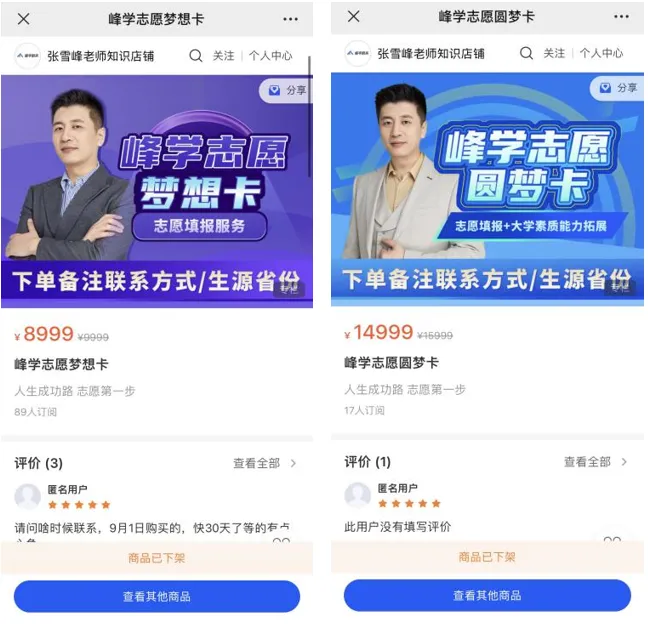 峰学志愿梦想卡
张雪峰老师知识店铺
关注
个人中心
分享
峰学志愿
梦想卡
志愿填报服务
下单备注联系方式/生源省份
专栏
¥8999 ¥9999
峰学志愿梦想卡
人生成功路 志愿第一步
89人订阅
评价 (3)
查看全部
匿名用户
请问啥时候联系，9月1日购买的，快30天了等的有点
商品已下架
查看其他商品
峰学志愿圆梦卡
张雪峰老师知识店铺
关注
个人中心
分享
峰学志愿
圆梦卡
志愿填报+大学素质能力拓展
下单备注联系方式/生源省份
专栏
¥14999 ¥15999
峰学志愿圆梦卡
人生成功路 志愿第一步
17人订阅
评价 (1)
查看全部
匿名用户
此用户没有填写评价
商品已下架
查看其他商品